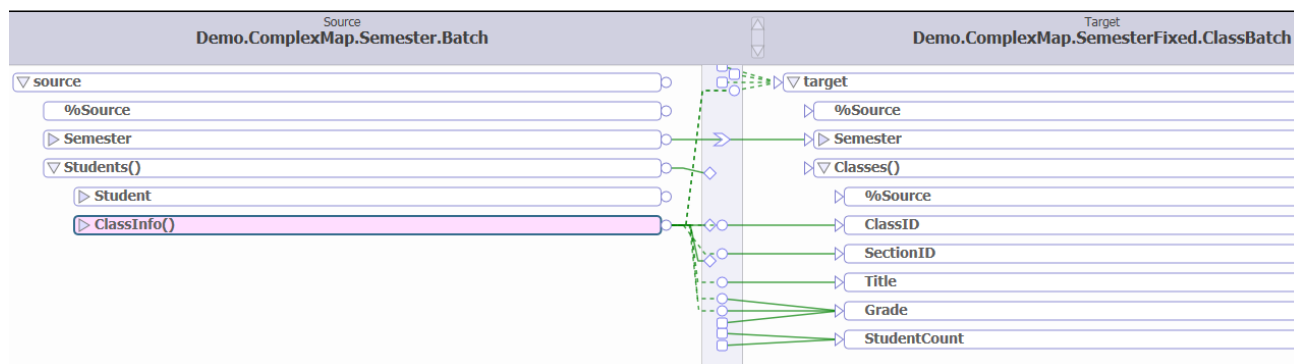 Source
Demo.ComplexMap.Semester.Batch
Target
Demo.ComplexMap.SemesterFixed.ClassBatch
source
%Source
Semester
Students()
Student
ClassInfo()
target
%Source
Semester
Classes()
%Source
ClassID
SectionID
Title
Grade
StudentCount